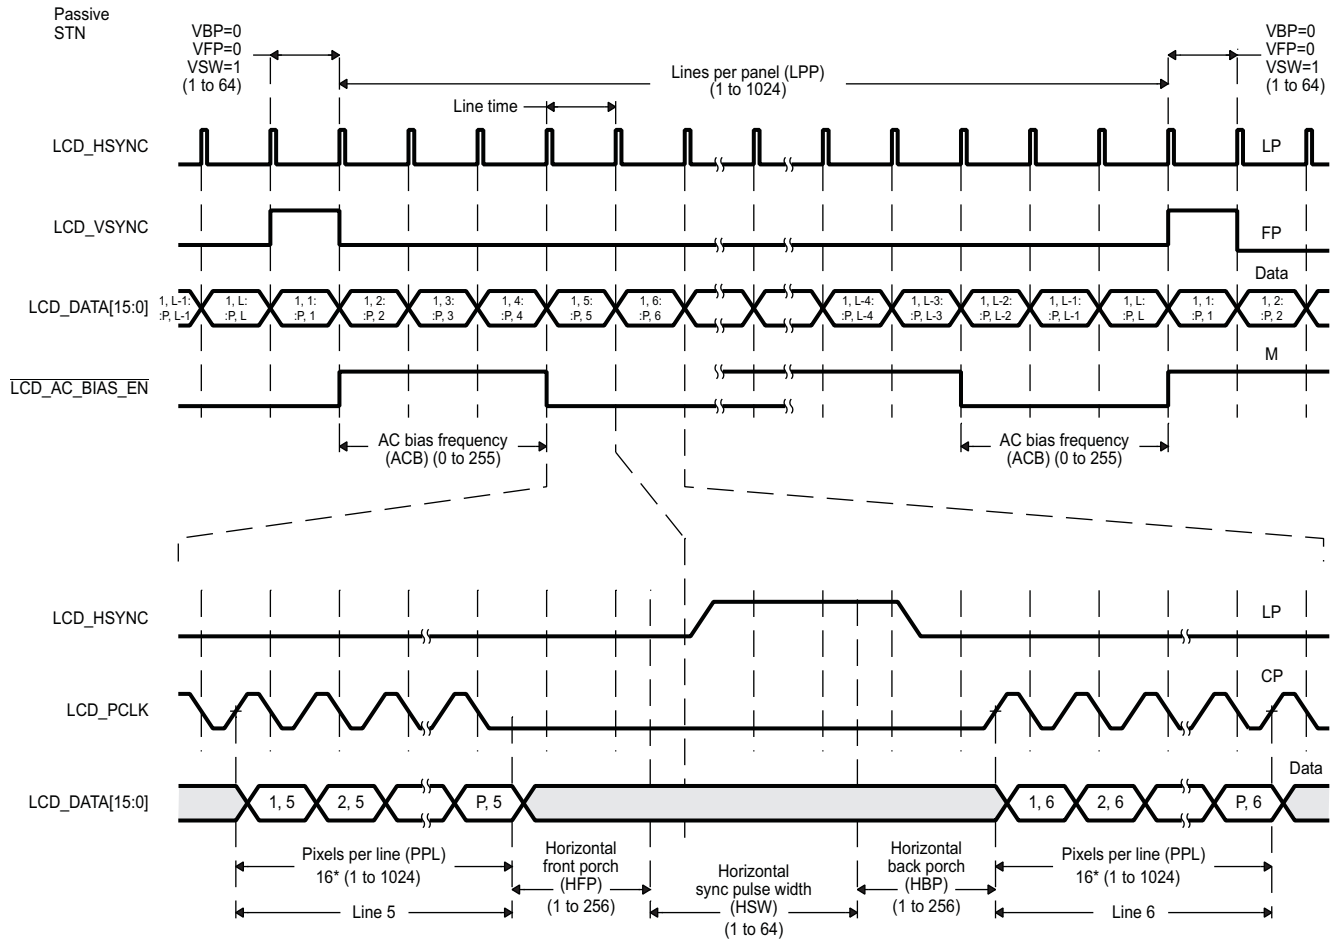 Passive
STN
VBP=0
VFP=0
VSW=1
(1 to 64)
Lines per panel (LPP)
(1 to 1024)
VBP=0
VFP=0
VSW=1
(1 to 64)
Line time
LCD_HSYNC
LP
LCD_VSYNC
FP
Data
LCD_DATA[15:0]
1, L-1:
:P, L-1
1, L:
:P, L
1, 1:
:P, 1
1, 2:
:P, 2
1, 3:
:P, 3
1, 4:
:P, 4
1, 5:
:P, 5
1, 6:
:P, 6
1, L-4:
:P, L-4
1, L-3:
:P, L-3
1, L-2:
:P, L-2
1, L-1:
:P, L-1
1, L:
:P, L
1, 1:
:P, 1
1, 2:
:P, 2
M
LCD_AC_BIAS_EN
AC bias frequency
(ACB) (0 to 255)
AC bias frequency
(ACB) (0 to 255)
LCD_HSYNC
LP
CP
LCD_PCLK
Data
LCD_DATA[15:0]
1, 5
2, 5
P, 5
1, 6
2, 6
P, 6
Pixels per line (PPL)
16* (1 to 1024)
Line 5
Horizontal
front porch
(HFP)
(1 to 256)
Horizontal
sync pulse width
(HSW)
(1 to 64)
Horizontal
back porch
(HBP)
(1 to 256)
Pixels per line (PPL)
16* (1 to 1024)
Line 6